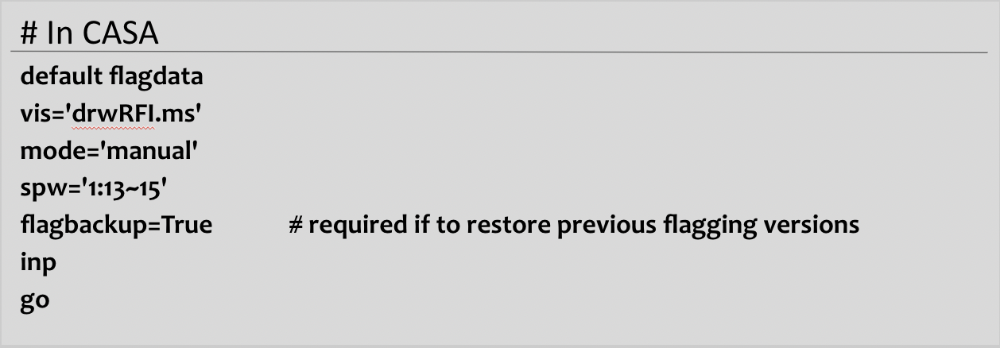 # In CASA
default flagdata
vis='drwRFI.ms'
mode='manual'
spw='1:13~15'
flagbackup=True # required if to restore previous flagging versions
inp
go